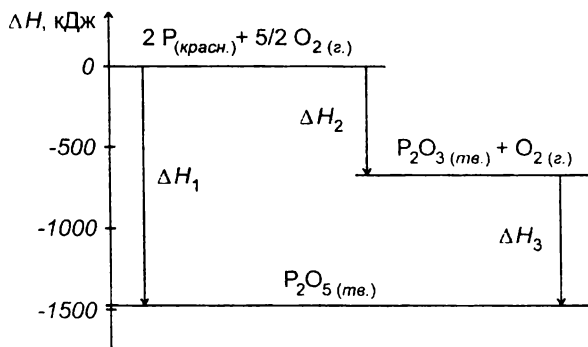 ΔH, кДж
2 P(красн.) + 5/2 O₂ (г.)
0
ΔH₂
-500
P₂O₃ (тв.) + O₂ (г.)
ΔH₁
-1000
ΔH₃
P₂O₅ (тв.)
-1500